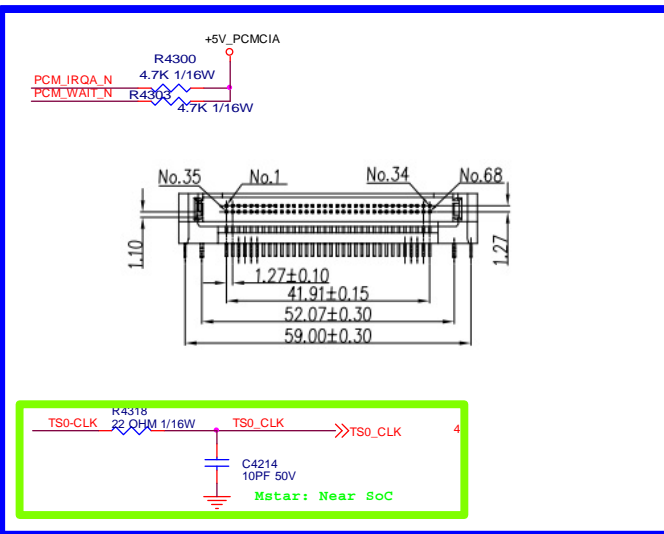 +5V_PCMCIA
R4300
4.7K 1/16W
PCM_IRQA_N
PCM_WAIT_N
R4303
4.7K 1/16W
No.35
No.1
No.34
No.68
1.10
1.27
1.27±0.10
41.91±0.15
52.07±0.30
59.00±0.30
R4318
TS0-CLK
22 OHM 1/16W
TS0_CLK
TS0_CLK
4
C4214
10PF 50V
Mstar: Near SoC